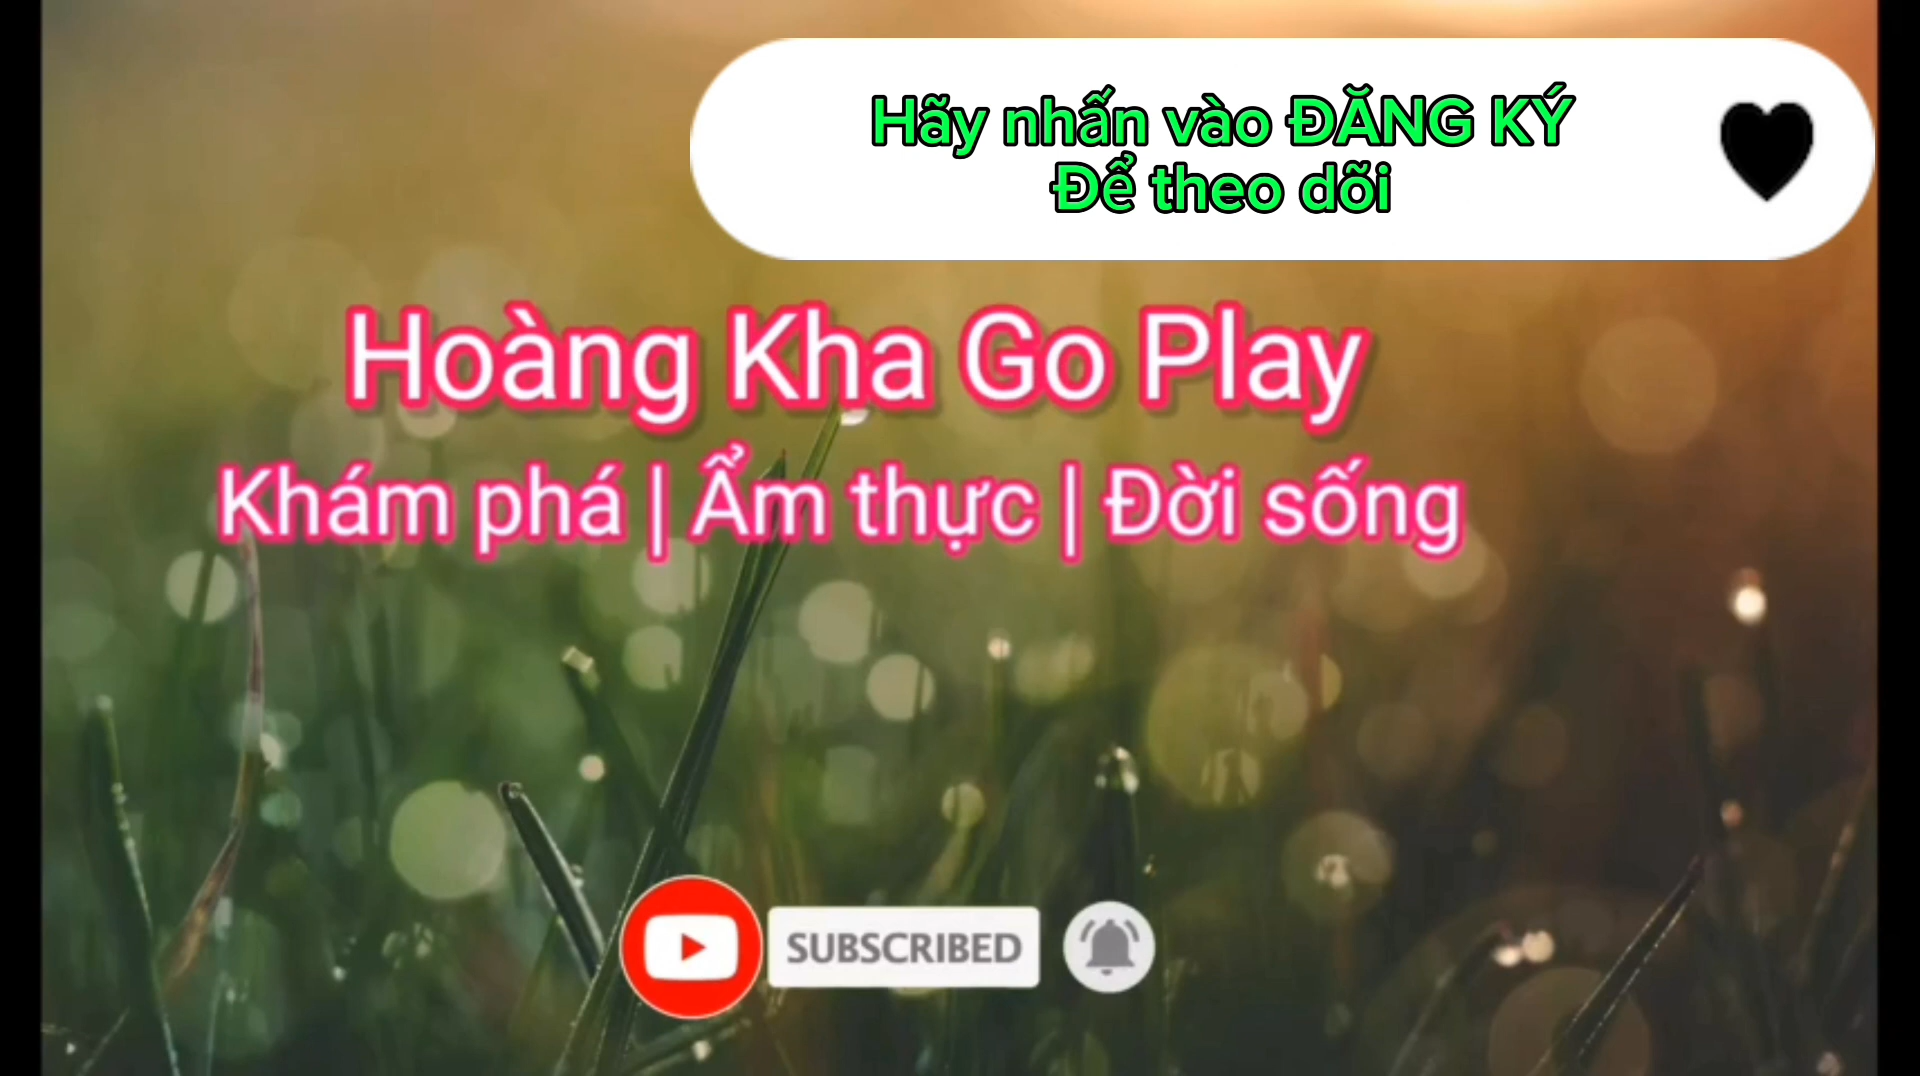 Hãy nhấn vào ĐĂNG KÝ
Để theo dõi
Hoàng Kha Go Play
Khám phá | Ẩm thực | Đời sống
SUBSCRIBED